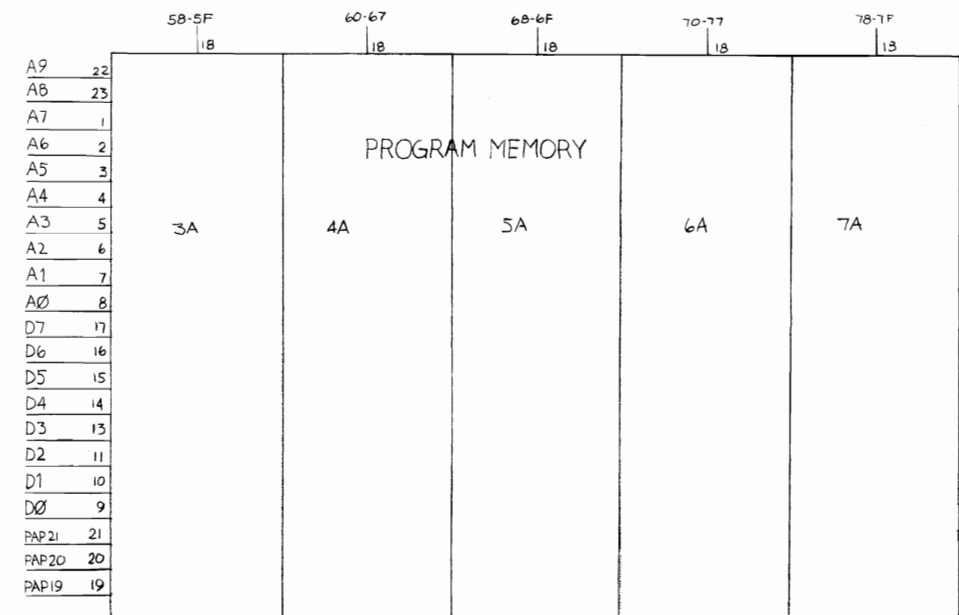 58-5F 60-67 68-6F 70-77 78-7F
18 18 18 18 18
A9 22
A8 23
A7 1
A6 2
PROGRAM MEMORY
A5 3
A4 4
A3 5 3A 4A 5A 6A 7A
A2 6
A1 7
AØ 8
D7 17
D6 16
D5 15
D4 14
D3 13
D2 11
D1 10
DØ 9
PAP21 21
PAP20 20
PAP19 19